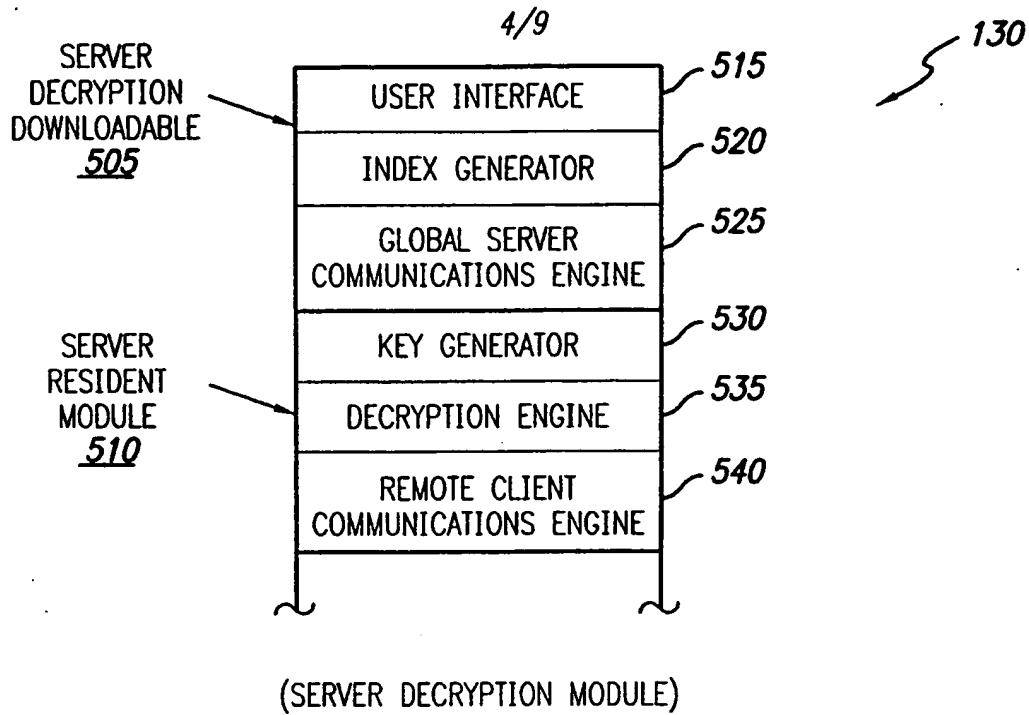 4/9
130
SERVER
DECRYPTION
DOWNLOADABLE
505
USER INTERFACE
515
INDEX GENERATOR
520
GLOBAL SERVER
COMMUNICATIONS ENGINE
525
SERVER
RESIDENT
MODULE
510
KEY GENERATOR
530
DECRYPTION ENGINE
535
REMOTE CLIENT
COMMUNICATIONS ENGINE
540
(SERVER DECRYPTION MODULE)